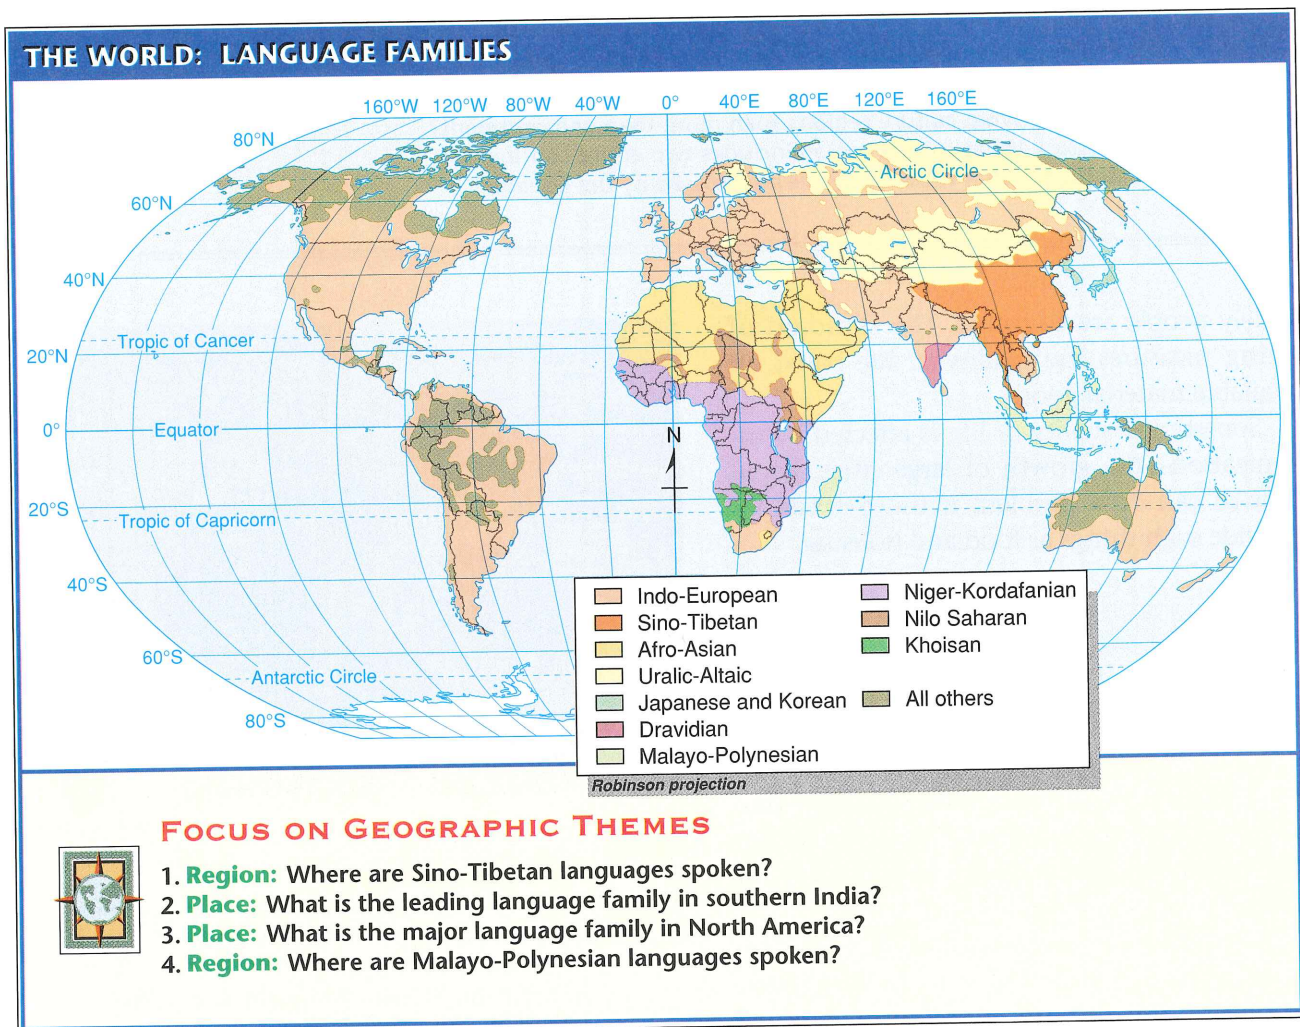 THE WORLD: LANGUAGE FAMILIES
160°W 120°W 80°W 40°W 0° 40°E 80°E 120°E 160°E
80°N
Arctic Circle
60°N
40°N
Tropic of Cancer
20°N
0°
Equator
N
20°S
Tropic of Capricorn
40°S
60°S
Antarctic Circle
80°S
Indo-European
Sino-Tibetan
Afro-Asian
Uralic-Altaic
Japanese and Korean
Dravidian
Malayo-Polynesian
Niger-Kordafanian
Nilo Saharan
Khoisan
All others
Robinson projection
FOCUS ON GEOGRAPHIC THEMES
1. Region: Where are Sino-Tibetan languages spoken?
2. Place: What is the leading language family in southern India?
3. Place: What is the major language family in North America?
4. Region: Where are Malayo-Polynesian languages spoken?